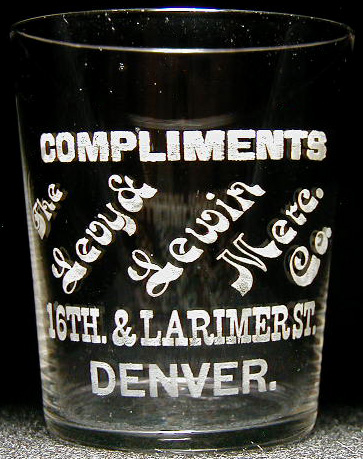 COMPLIMENTS
The Levy & Lewin Merc. Co
16TH. & LARIMER ST.
DENVER.